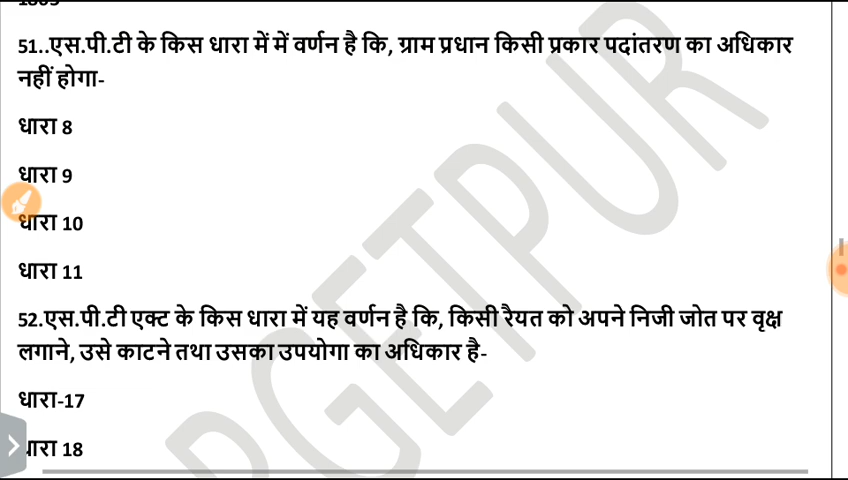 51..एस.पी.टी के किस धारा में में वर्णन है कि, ग्राम प्रधान किसी प्रकार पदांतरण का अधिकार
नहीं होगा-
धारा 8
धारा 9
धारा 10
धारा 11
52.एस.पी.टी एक्ट के किस धारा में यह वर्णन है कि, किसी रैयत को अपने निजी जोत पर वृक्ष
लगाने, उसे काटने तथा उसका उपयोगा का अधिकार है-
धारा-17
धारा 18